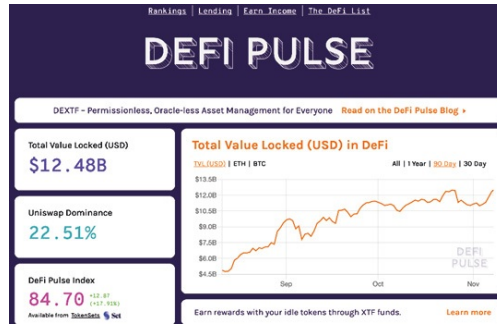 Rankings | Lending | Earn Income | The DeFi List
DEFI PULSE
DEXTF – Permissionless, Oracle-less Asset Management for Everyone Read on the DeFi Pulse Blog »
Total Value Locked (USD)
$12.48B
Uniswap Dominance
22.51%
DeFi Pulse Index
84.70 +12.87
(+17.91%)
Available from TokenSets Set
Total Value Locked (USD) in DeFi
TVL (USD) | ETH | BTC All | 1 Year | 90 Day | 30 Day
$13.5B
$12.0B
$10.5B
$9.0B
$7.5B
$6.0B
$4.5B
Sep Oct Nov
DEFI
PULSE
Earn rewards with your idle tokens through XTF funds. Learn more